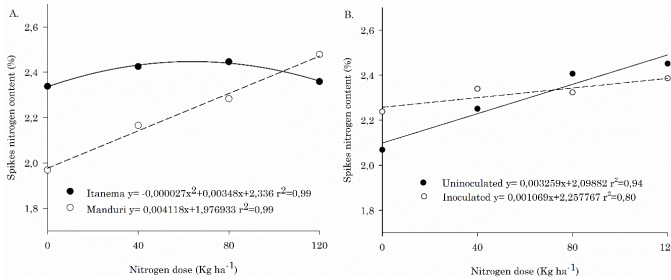 A.
2,6
2,4
2,2
2,0
1,8
Spikes nitrogen content (%)
Itanema y= -0,000027x²+0,00348x+2,336 r²=0,99
Manduri y= 0,004118x+1,976933 r²=0,99
0 40 80 120
Nitrogen dose (Kg ha⁻¹)
B.
2,6
2,4
2,2
2,0
1,8
Spikes nitrogen content (%)
Uninoculated y= 0,003259x+2,09882 r²=0,94
Inoculated y= 0,001069x+2,257767 r²=0,80
0 40 80 120
Nitrogen dose (Kg ha⁻¹)